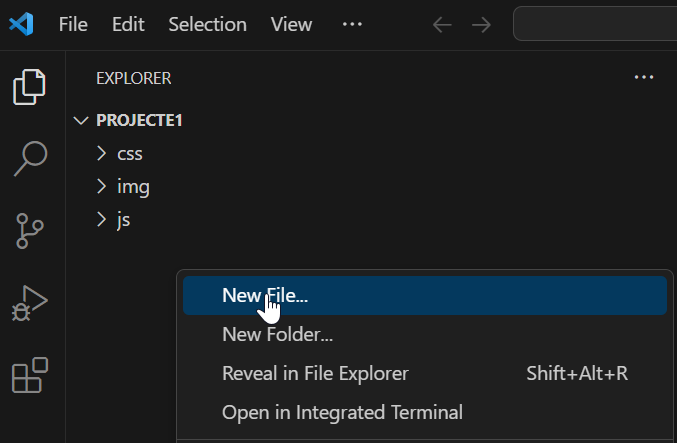 File Edit Selection View ...
EXPLORER ...
PROJECTE1
css
img
js
New File...
New Folder...
Reveal in File Explorer Shift+Alt+R
Open in Integrated Terminal